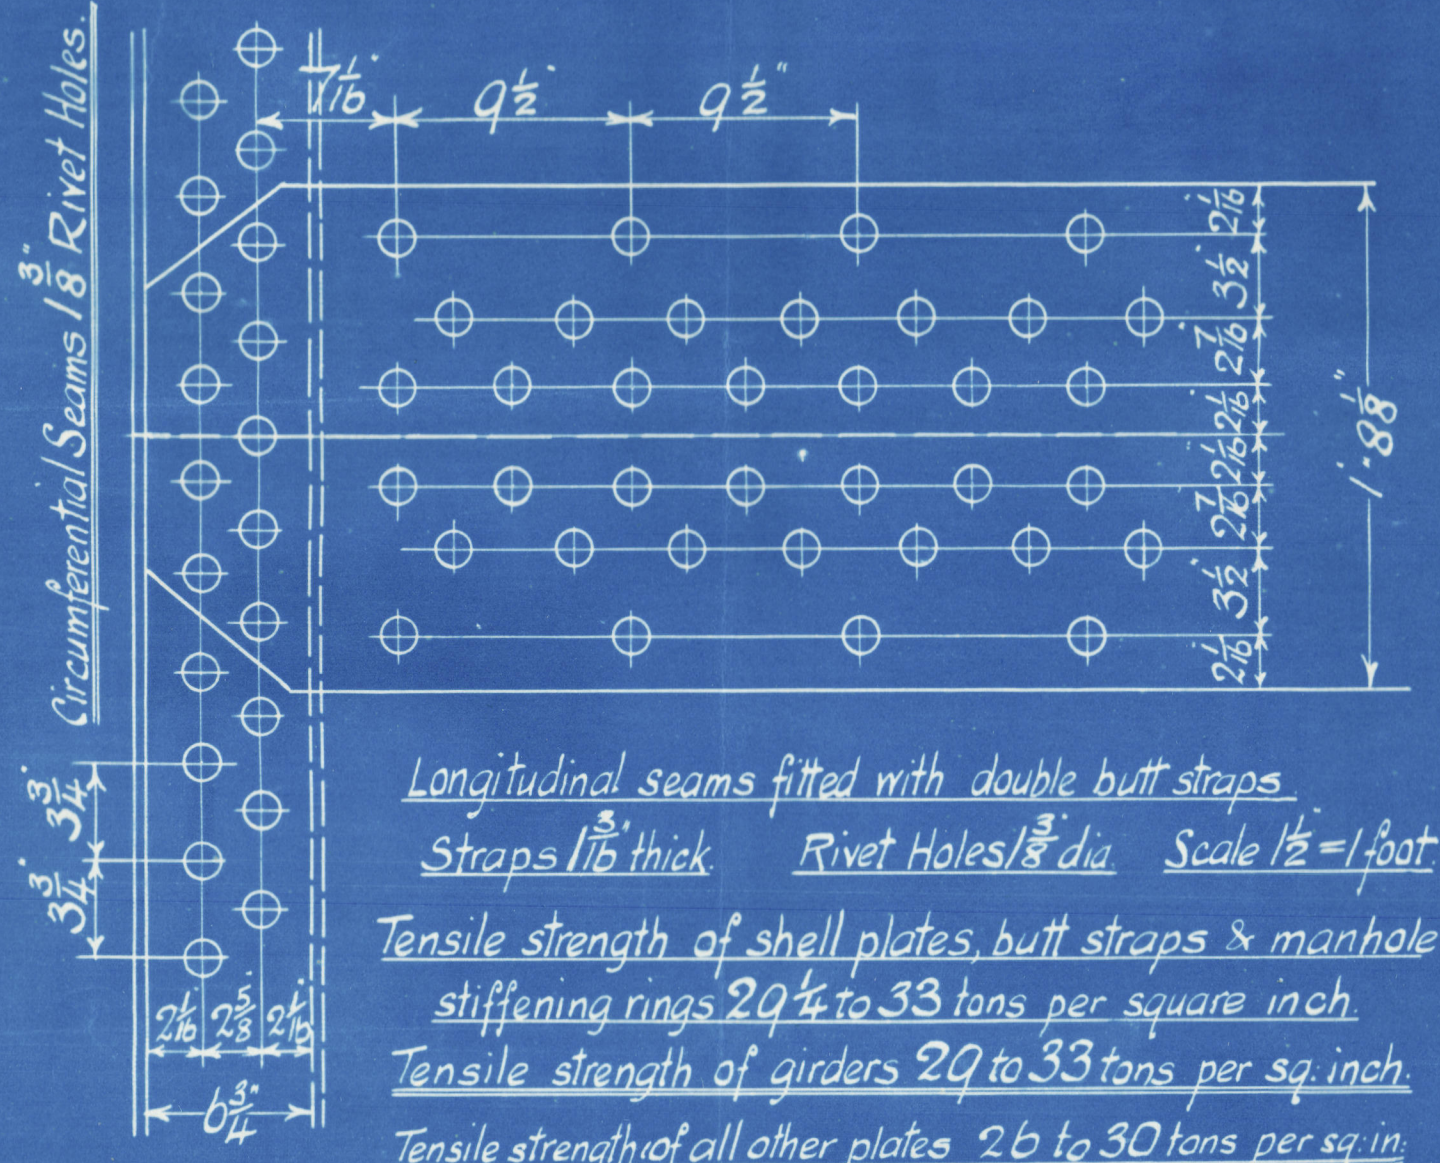 Circumferential Seams 1 3/8" Rivet Holes.
7 1/16" 9 1/2" 9 1/2"
2 1/16"
3 1/2"
2 7/16"
2 1/16"
2 1/16"
2 7/16"
3 1/2"
2 1/16"
1'-8 1/8"
3 3/4"
3 3/4"
2 1/16" 2 5/8" 2 1/16"
6 3/4"
Longitudinal seams fitted with double butt straps
Straps 1 3/16" thick. Rivet Holes 1 3/8" dia. Scale 1 1/2" = 1 foot.
Tensile strength of shell plates, butt straps & manhole
stiffening rings 29 1/4 to 33 tons per square inch.
Tensile strength of girders 29 to 33 tons per sq: inch.
Tensile strength of all other plates 26 to 30 tons per sq: in: